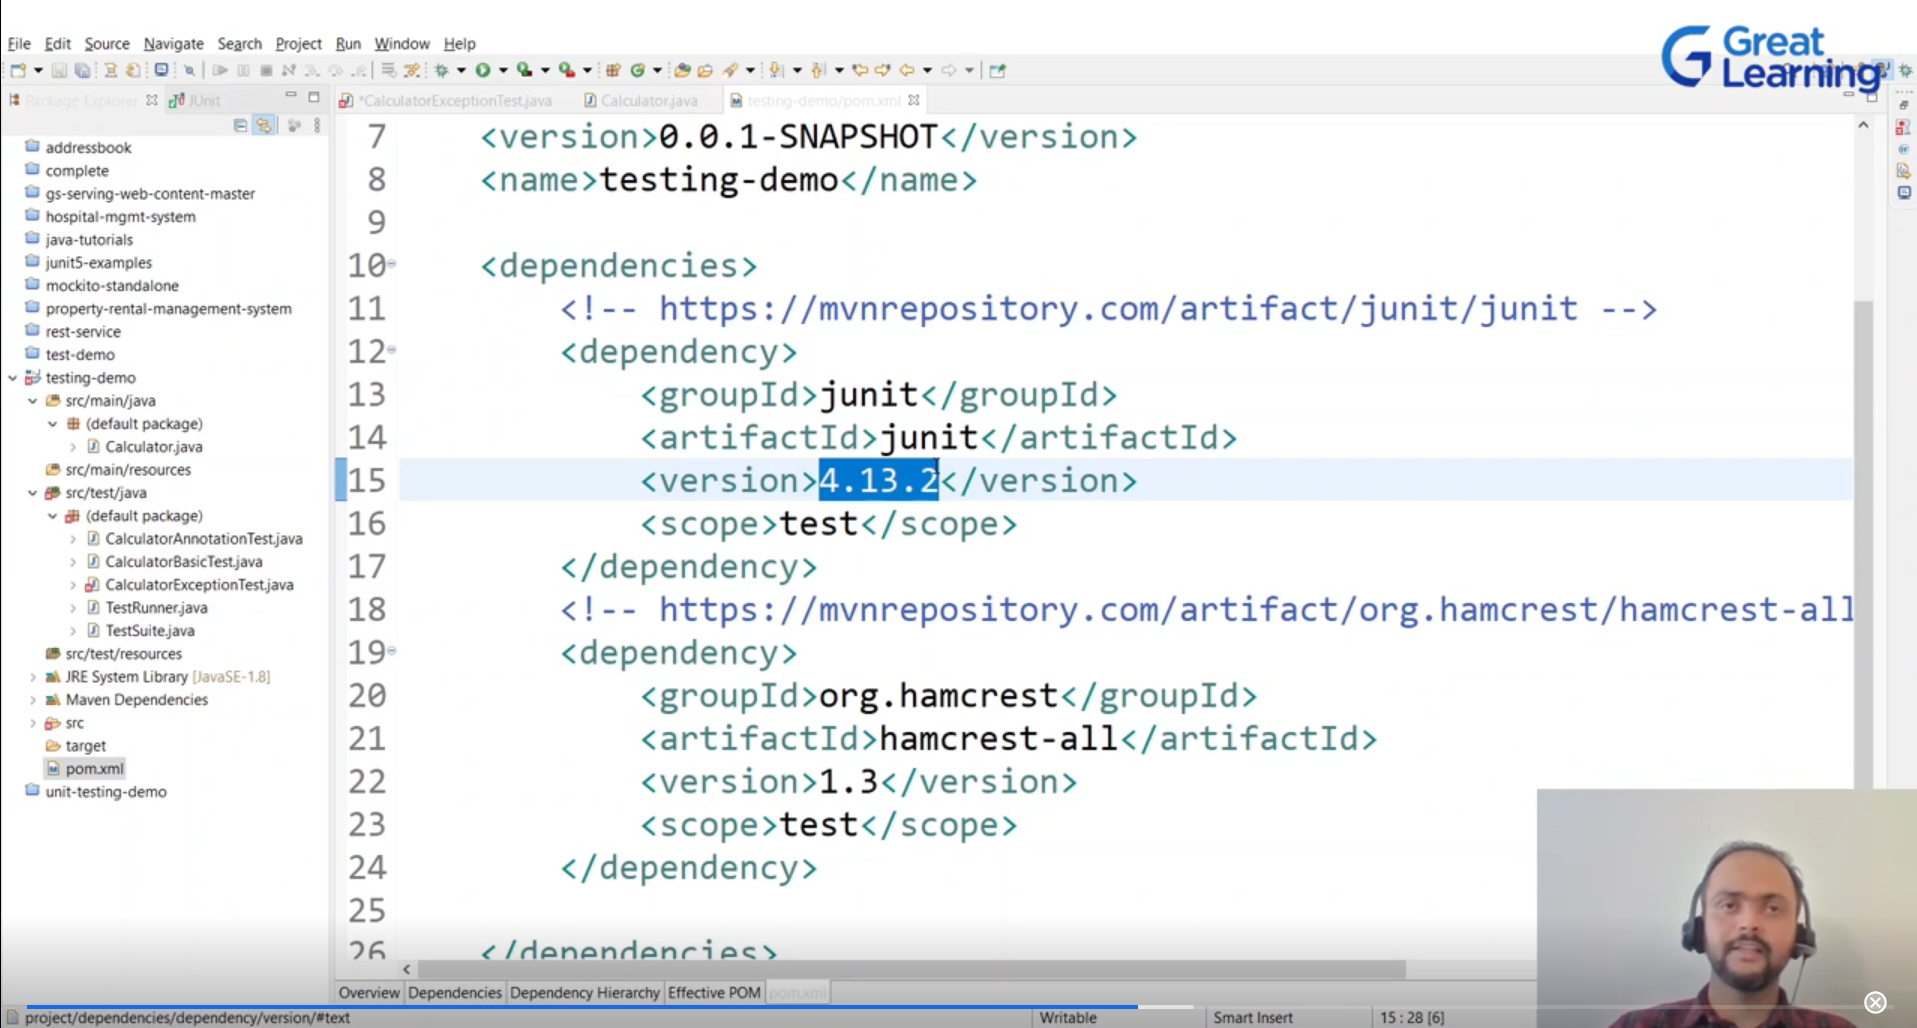 Great
Learning
File Edit Source Navigate Search Project Run Window Help
Package Explorer JUnit
*CalculatorExceptionTest.java Calculator.java testing-demo/pom.xml
addressbook
complete
gs-serving-web-content-master
hospital-mgmt-system
java-tutorials
junit5-examples
mockito-standalone
property-rental-management-system
rest-service
test-demo
testing-demo
src/main/java
(default package)
Calculator.java
src/main/resources
src/test/java
(default package)
CalculatorAnnotationTest.java
CalculatorBasicTest.java
CalculatorExceptionTest.java
TestRunner.java
TestSuite.java
src/test/resources
JRE System Library [JavaSE-1.8]
Maven Dependencies
src
target
pom.xml
unit-testing-demo
7 <version>0.0.1-SNAPSHOT</version>
8 <name>testing-demo</name>
9
10 <dependencies>
11 <!-- https://mvnrepository.com/artifact/junit/junit -->
12 <dependency>
13 <groupId>junit</groupId>
14 <artifactId>junit</artifactId>
15 <version>4.13.2</version>
16 <scope>test</scope>
17 </dependency>
18 <!-- https://mvnrepository.com/artifact/org.hamcrest/hamcrest-all
19 <dependency>
20 <groupId>org.hamcrest</groupId>
21 <artifactId>hamcrest-all</artifactId>
22 <version>1.3</version>
23 <scope>test</scope>
24 </dependency>
25
26 </dependencies>
Overview Dependencies Dependency Hierarchy Effective POM pom.xml
project/dependencies/dependency/version/#text Writable Smart Insert 15 : 28 [6]